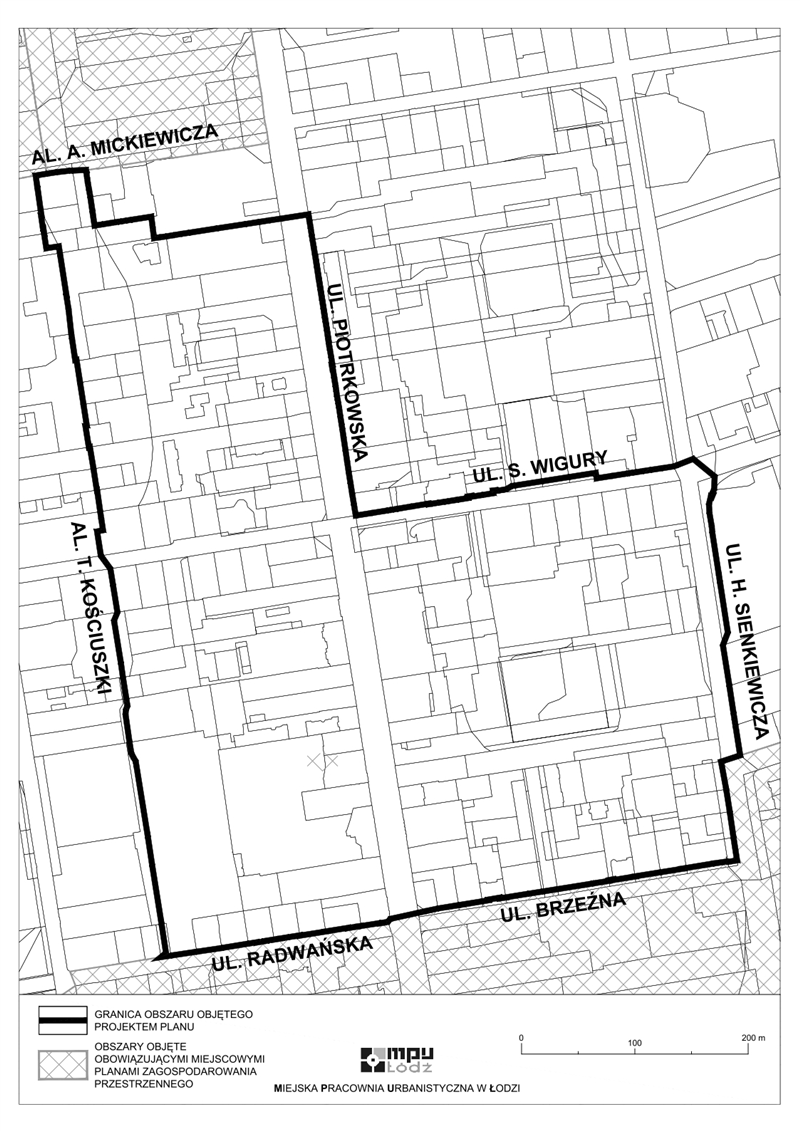 AL. A. MICKIEWICZA
UL. PIOTRKOWSKA
UL. S. WIGURY
AL. T. KOŚCIUSZKI
UL. H. SIENKIEWICZA
UL. BRZEŹNA
UL. RADWAŃSKA
GRANICA OBSZARU OBJĘTEGO
PROJEKTEM PLANU
OBSZARY OBJĘTE
OBOWIĄZUJĄCYMI MIEJSCOWYMI
PLANAMI ZAGOSPODAROWANIA
PRZESTRZENNEGO
mpu
Łódź
MIEJSKA PRACOWNIA URBANISTYCZNA W ŁODZI
0 100 200 m